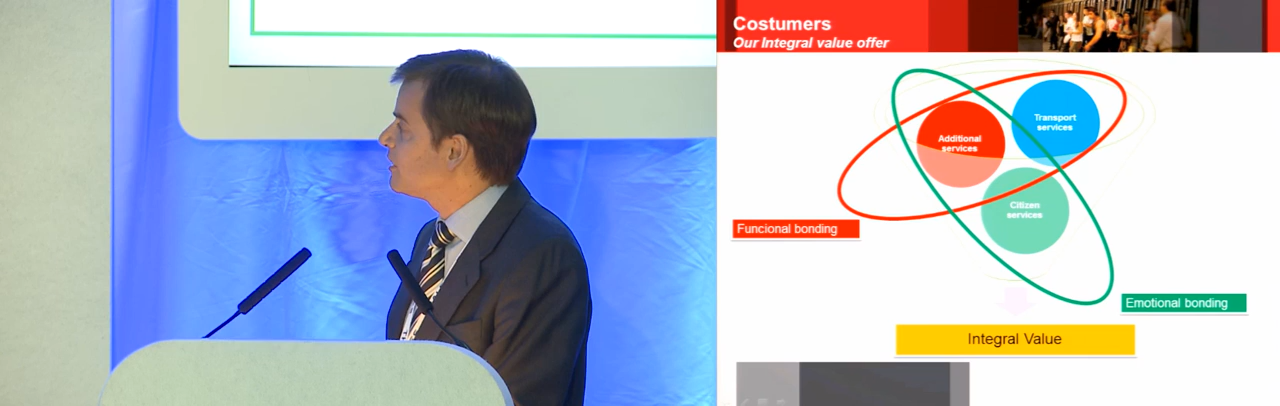 Costumers
Our Integral value offer
Additional
services
Transport
services
Citizen
services
Funcional bonding
Emotional bonding
Integral Value